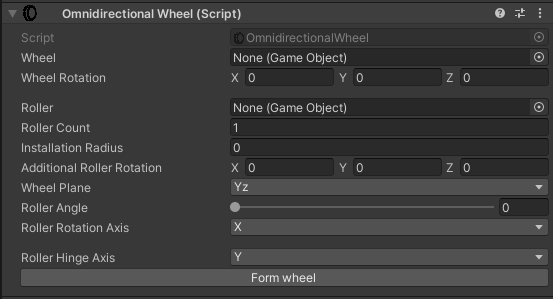 Omnidirectional Wheel (Script)
Script OmnidirectionalWheel
Wheel None (Game Object)
Wheel Rotation X 0 Y 0 Z 0
Roller None (Game Object)
Roller Count 1
Installation Radius 0
Additional Roller Rotation X 0 Y 0 Z 0
Wheel Plane Yz
Roller Angle 0
Roller Rotation Axis X
Roller Hinge Axis Y
Form wheel